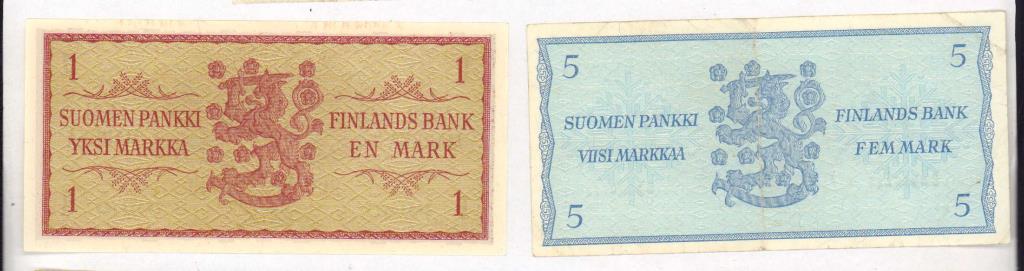 1
1
SUOMEN PANKKI
YKSI MARKKA
FINLANDS BANK
EN MARK
1
1
5
5
SUOMEN PANKKI
VIISI MARKKAA
FINLANDS BANK
FEM MARK
5
5